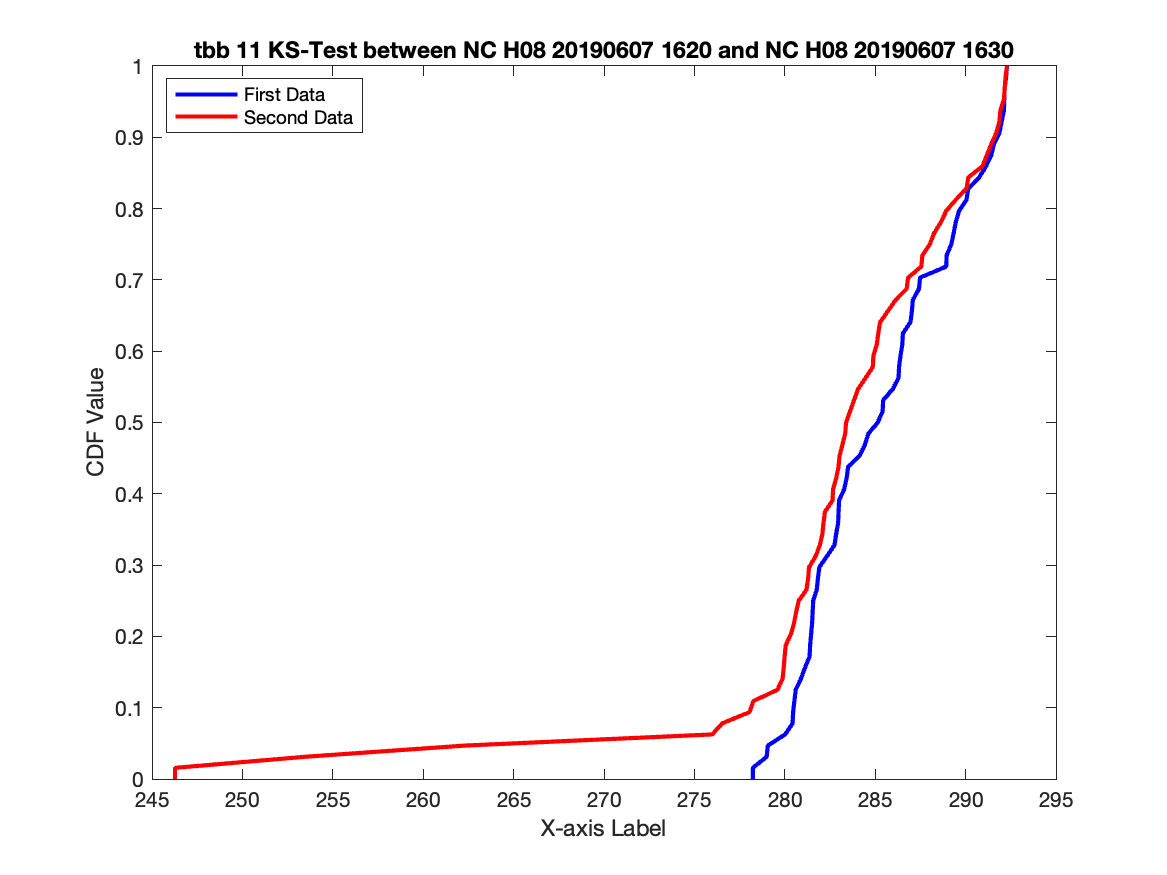 tbb 11 KS-Test between NC H08 20190607 1620 and NC H08 20190607 1630
First Data
Second Data
CDF Value
1
0.9
0.8
0.7
0.6
0.5
0.4
0.3
0.2
0.1
0
245 250 255 260 265 270 275 280 285 290 295
X-axis Label